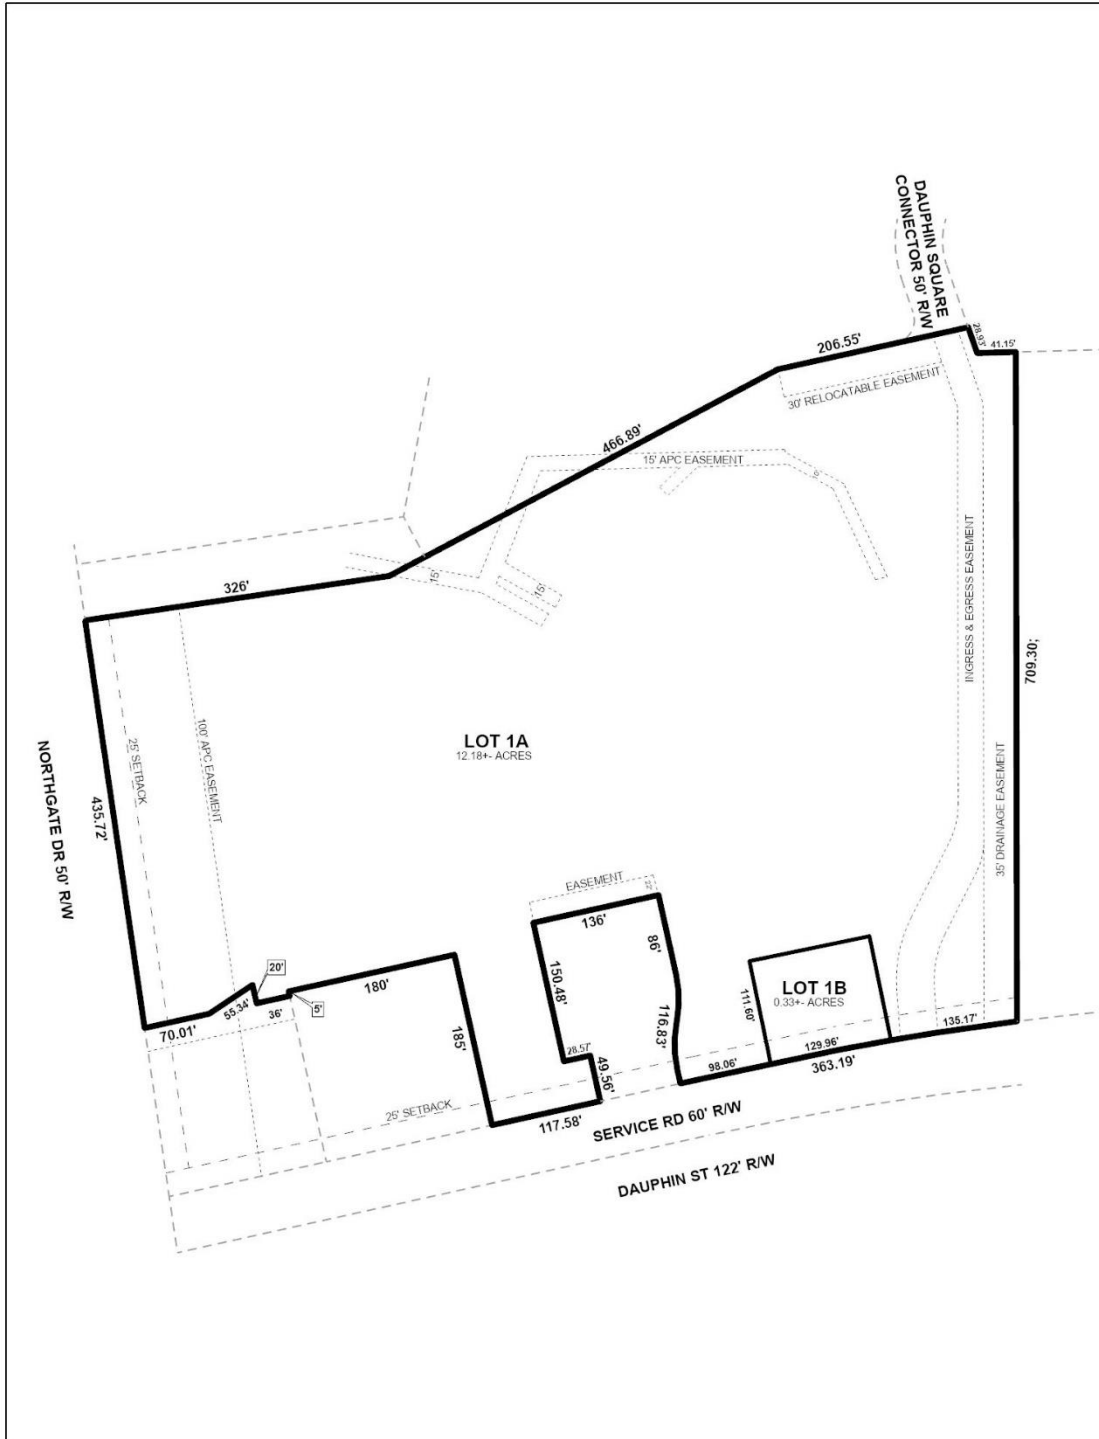 DAUPHIN SQUARE
CONNECTOR 50' R/W
28.93'
41.15'
206.55'
30' RELOCATABLE EASEMENT
466.89'
15' APC EASEMENT
15'
15'
326'
INGRESS & EGRESS EASEMENT
709.30;
NORTHGATE DR 50' R/W
435.72'
25' SETBACK
100' APC EASEMENT
LOT 1A
12.18+- ACRES
35' DRAINAGE EASEMENT
EASEMENT
136'
86'
150.48'
20'
180'
5'
55.34'
36'
70.01'
185'
28.57'
49.56'
116.83'
LOT 1B
0.33+- ACRES
111.60'
135.17'
129.96'
98.06'
363.19'
25' SETBACK
117.58'
SERVICE RD 60' R/W
DAUPHIN ST 122' R/W